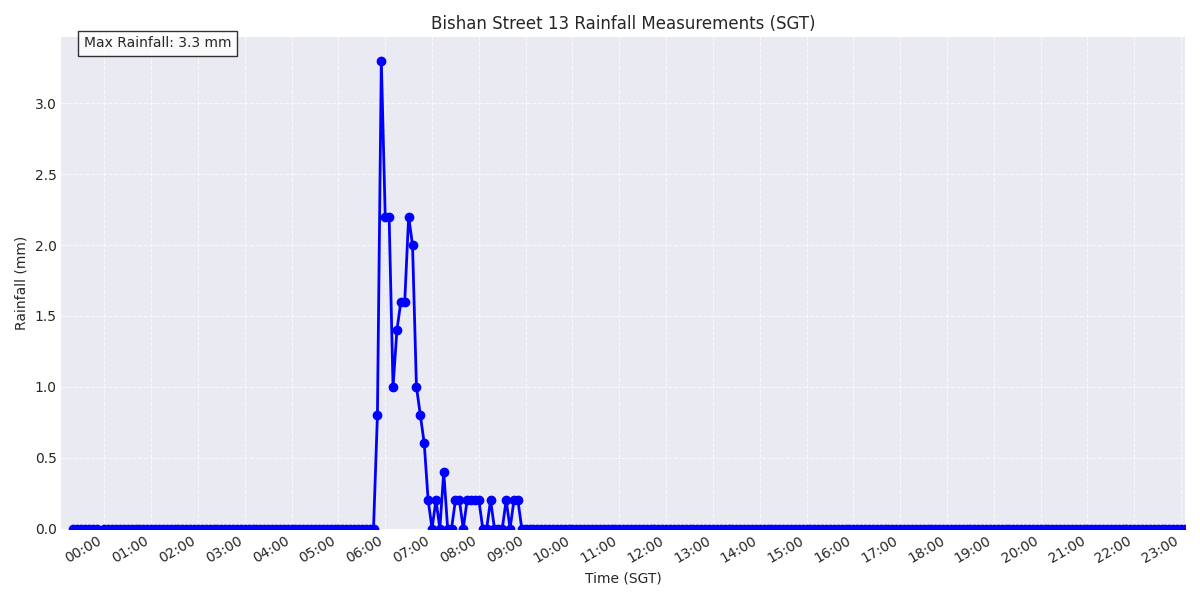 Bishan Street 13 Rainfall Measurements (SGT)
Max Rainfall: 3.3 mm
Rainfall (mm)
3.0
2.5
2.0
1.5
1.0
0.5
0.0
00:00 01:00 02:00 03:00 04:00 05:00 06:00 07:00 08:00 09:00 10:00 11:00 12:00 13:00 14:00 15:00 16:00 17:00 18:00 19:00 20:00 21:00 22:00 23:00
Time (SGT)